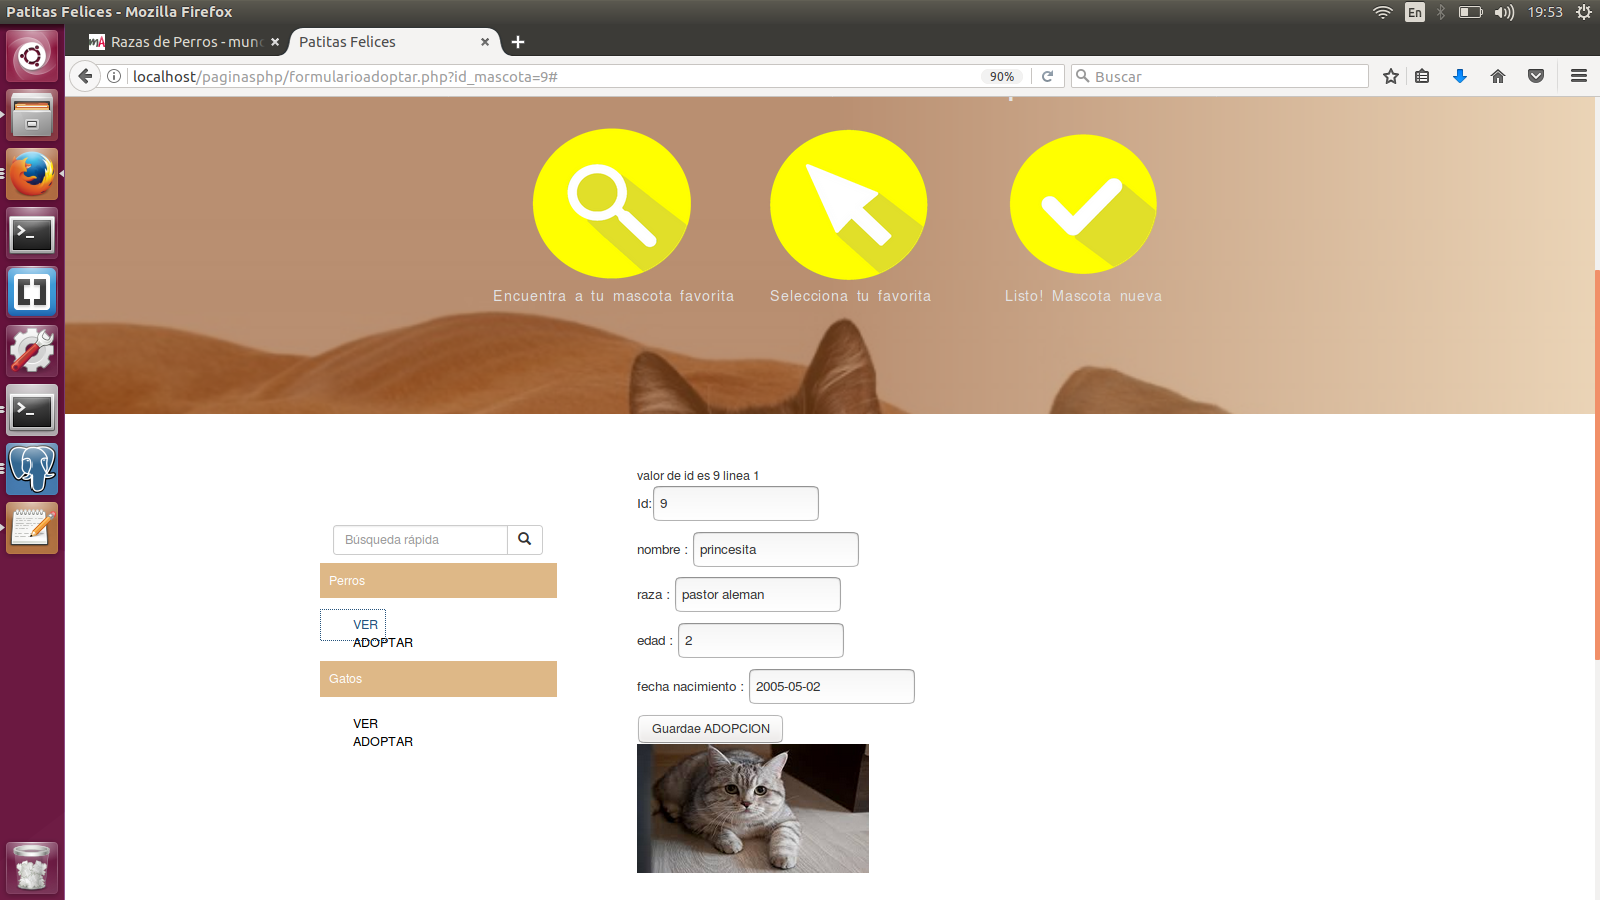 Patitas Felices - Mozilla Firefox
En
19:53
mA Razas de Perros - mun
Patitas Felices
localhost/paginasphp/formularioadoptar.php?id_mascota=9#
90%
Buscar
Encuentra a tu mascota favorita
Selecciona tu favorita
Listo! Mascota nueva
valor de id es 9 linea 1
Id: 9
nombre : princesita
raza : pastor aleman
edad : 2
fecha nacimiento : 2005-05-02
Guardae ADOPCION
Búsqueda rápida
Perros
VER
ADOPTAR
Gatos
VER
ADOPTAR